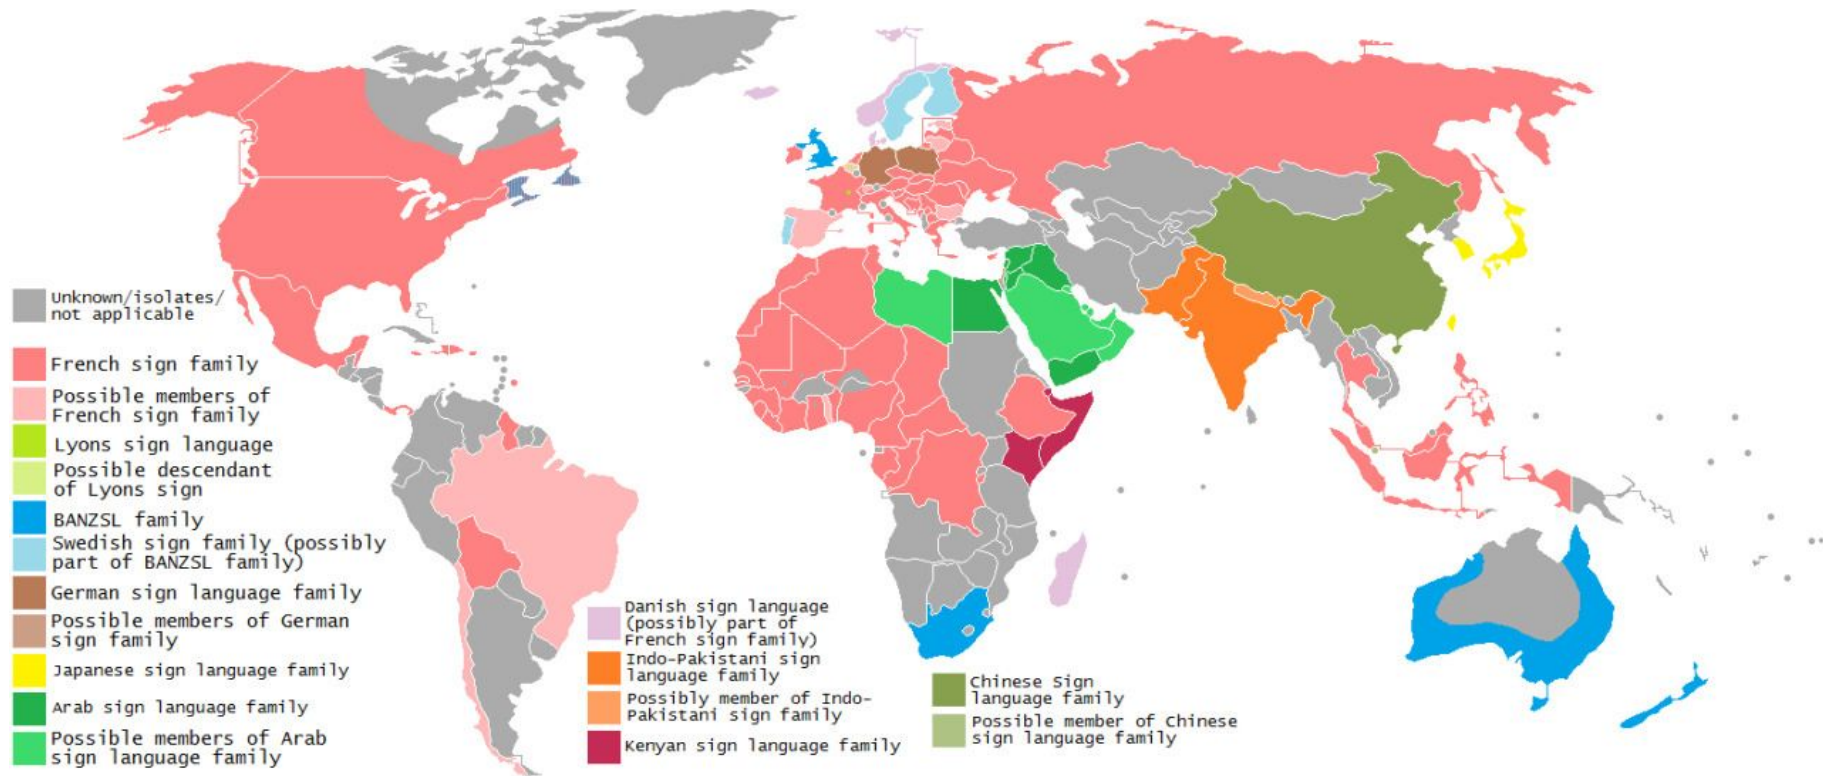 Unknown/isolates/
not applicable
French sign family
Possible members of
French sign family
Lyons sign language
Possible descendant
of Lyons sign
BANZSL family
Swedish sign family (possibly
part of BANZSL family)
German sign language family
Possible members of German
sign family
Japanese sign language family
Arab sign language family
Possible members of Arab
sign language family
Danish sign language
(possibly part of
French sign family)
Indo-Pakistani sign
language family
Possibly member of Indo-
Pakistani sign family
Kenyan sign language family
Chinese Sign
language family
Possible member of Chinese
sign language family